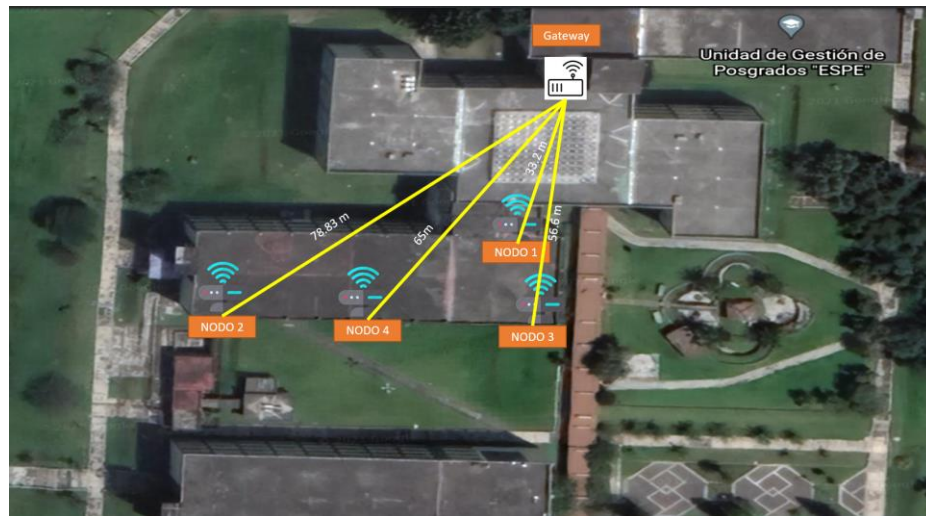 Gateway
Unidad de Gestión de
Posgrados "ESPE"
33.2 m
78.83 m
65m
56.6 m
NODO 1
NODO 2
NODO 4
NODO 3